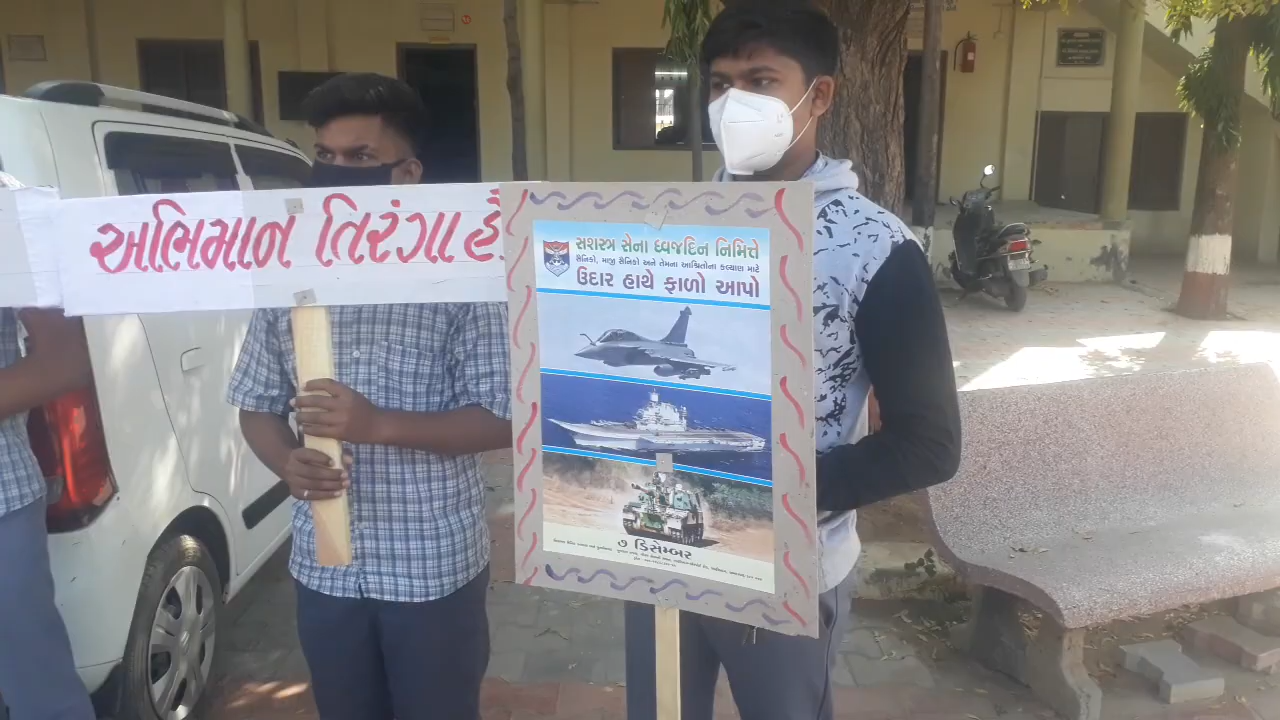 અભિમાન તિરંગા હૈ
સશસ્ત્ર સેના ધ્વજદિન નિમિત્તે
સૈનિકો, માજી સૈનિકો અને તેમના આશ્રિતોના કલ્યાણ માટે
ઉદાર હાથે ફાળો આપો
૭ ડિસેમ્બર